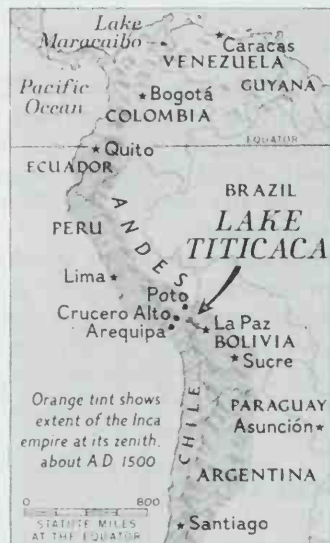 Lake
Maracaibo
Caracas
VENEZUELA
GUYANA
Pacific
Ocean
Bogotá
COLOMBIA
EQUATOR
Quito
ECUADOR
BRAZIL
ANDES
LAKE
TITICACA
PERU
Lima
Poto
Crucero Alto
Arequipa
La Paz
BOLIVIA
Sucre
Orange tint shows
extent of the Inca
empire at its zenith,
about A.D. 1500
CHILE
PARAGUAY
Asunción
ARGENTINA
0 800
STATUTE MILES
AT THE EQUATOR
Santiago